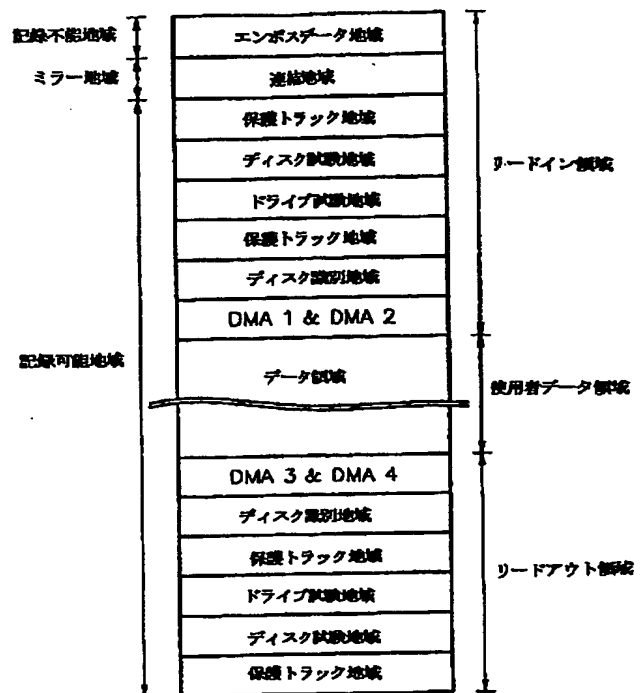 記録不能地域
エンボスデータ地域
ミラー地域
連結地域
保護トラック地域
ディスク試験地域
リードイン領域
ドライブ試験地域
保護トラック地域
ディスク識別地域
DMA 1 & DMA 2
記録可能地域
データ領域
使用者データ領域
DMA 3 & DMA 4
ディスク識別地域
保護トラック地域
リードアウト領域
ドライブ試験地域
ディスク試験地域
保護トラック地域